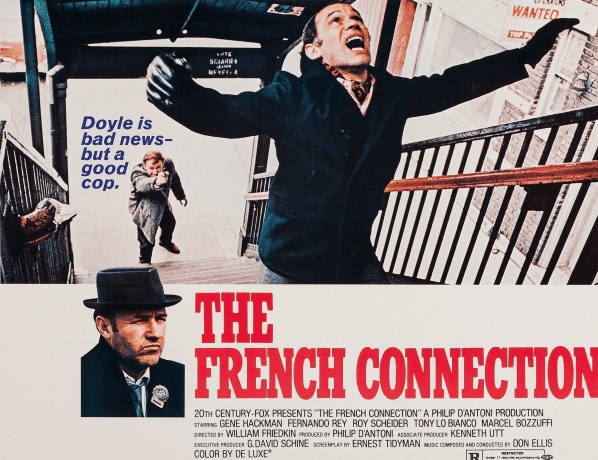 WANTED
Doyle is
bad news–
but a
good
cop.
THE
FRENCH CONNECTION
20TH CENTURY-FOX PRESENTS "THE FRENCH CONNECTION" A PHILIP D'ANTONI PRODUCTION
STARRING GENE HACKMAN FERNANDO REY ROY SCHEIDER TONY LO BIANCO MARCEL BOZZUFFI
DIRECTED BY WILLIAM FRIEDKIN PRODUCED BY PHILIP D'ANTONI ASSOCIATE PRODUCER KENNETH UTT
EXECUTIVE PRODUCER G. DAVID SCHINE SCREENPLAY BY ERNEST TIDYMAN MUSIC COMPOSED AND CONDUCTED BY DON ELLIS
COLOR BY DE LUXE®
R RESTRICTED